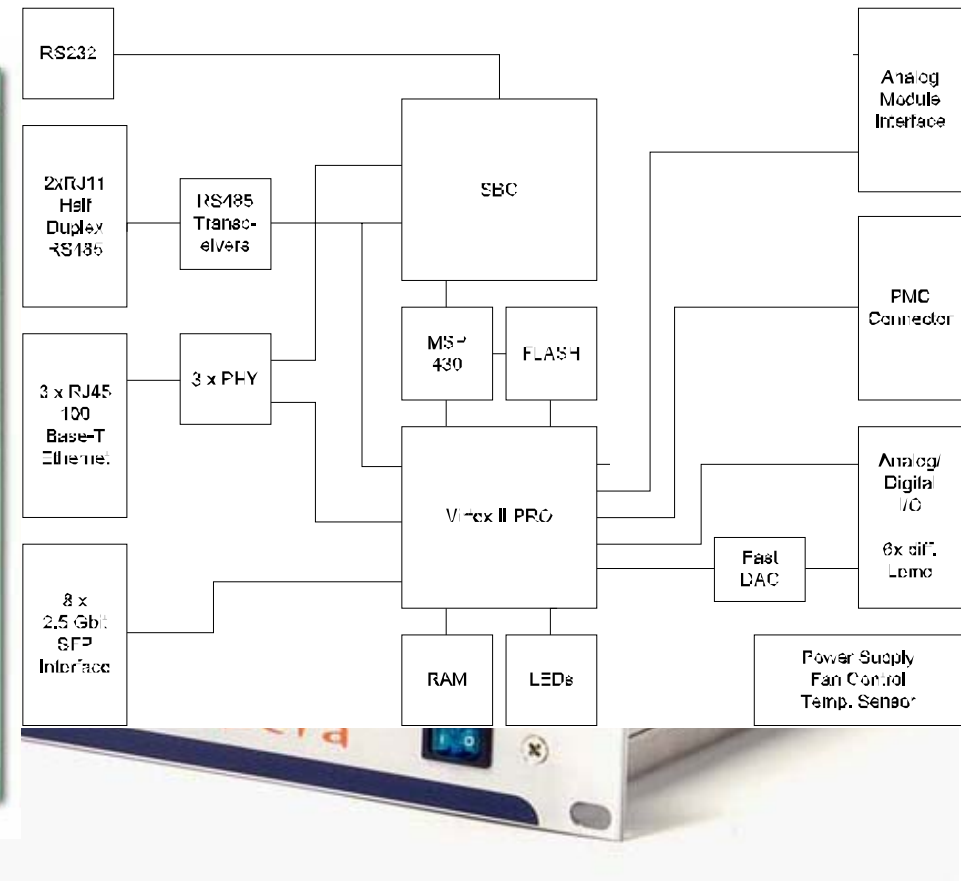 RS232
Analog
Module
Interface
2xRJ11
Half
Duplex
RS485
RS485
Transc-
eivers
SBC
PMC
Connector
MSP
430
FLASH
3 x RJ45
100
Base-T
Ethernet
3 x PHY
Virtex II PRO
Analog/
Digital
I/O
6x diff.
Lemo
Fast
DAC
8 x
2.5 Gbit
SFP
Interface
RAM
LEDs
Power Supply
Fan Control
Temp. Sensor
I O